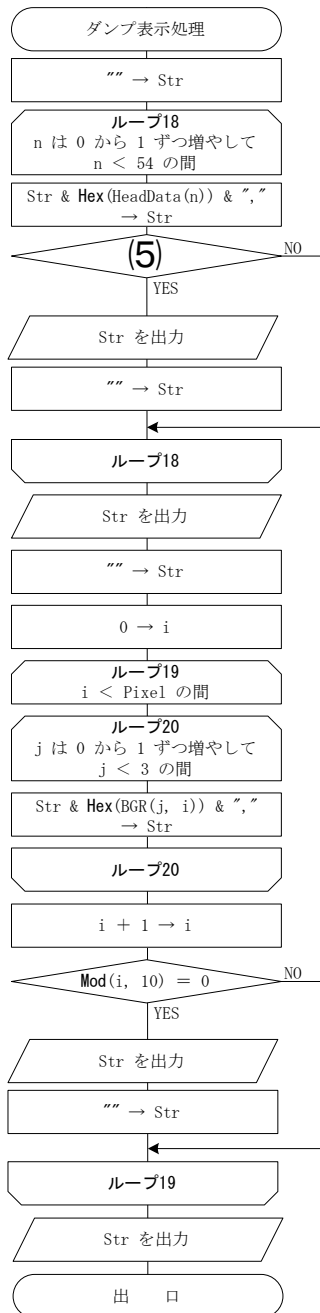 ダンプ表示処理
"" → Str
ループ18
n は 0 から 1 ずつ増やして
n < 54 の間
Str & Hex(HeadData(n)) & ","
→ Str
(5)
NO
YES
Str を出力
"" → Str
ループ18
Str を出力
"" → Str
0 → i
ループ19
i < Pixel の間
ループ20
j は 0 から 1 ずつ増やして
j < 3 の間
Str & Hex(BGR(j, i)) & ","
→ Str
ループ20
i + 1 → i
Mod(i, 10) = 0
NO
YES
Str を出力
"" → Str
ループ19
Str を出力
出 口